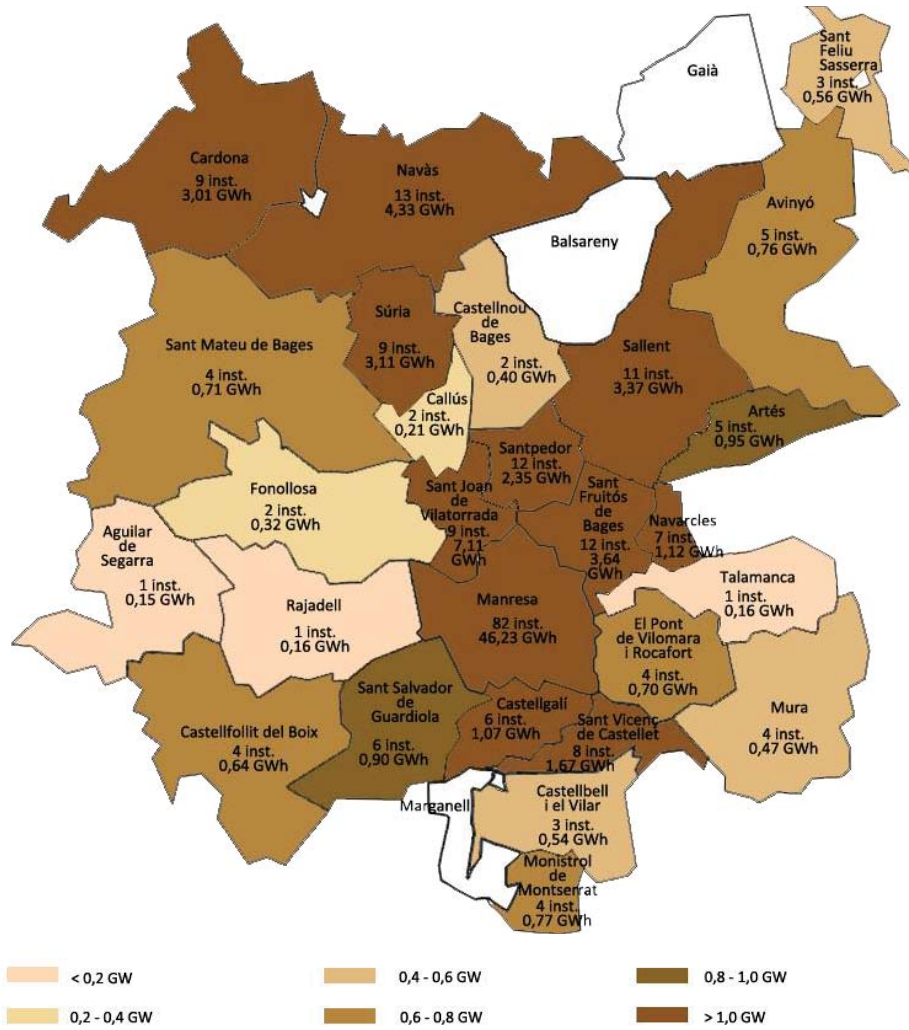 Sant
Feliu
Sasserra
3 inst.
0,56 GWh
Gaià
Cardona
9 inst.
3,01 GWh
Navàs
13 inst.
4,33 GWh
Avinyó
5 inst.
0,76 GWh
Balsareny
Súria
9 inst.
3,11 GWh
Castellnou
de
Bages
2 inst.
0,40 GWh
Sant Mateu de Bages
4 inst.
0,71 GWh
Sallent
11 inst.
3,37 GWh
Callús
2 inst.
0,21 GWh
Artés
5 inst.
0,95 GWh
Santpedor
12 inst.
2,35 GWh
Fonollosa
2 inst.
0,32 GWh
Sant Joan
de
Vilatorrada
9 inst.
7,11
GWh
Sant
Fruitós
de
Bages
12 inst.
3,64
GWh
Navarcles
7 inst.
1,12 GWh
Aguilar
de
Segarra
1 inst.
0,15 GWh
Rajadell
1 inst.
0,16 GWh
Manresa
82 inst.
46,23 GWh
Talamanca
1 inst.
0,16 GWh
El Pont
de Vilomara
i Rocafort
4 inst.
0,70 GWh
Mura
4 inst.
0,47 GWh
Castellfollit del Boix
4 inst.
0,64 GWh
Sant Salvador
de
Guardiola
6 inst.
0,90 GWh
Castellgalí
6 inst.
1,07 GWh
Sant Vicenç
de Castellet
8 inst.
1,67 GWh
Marganell
Castellbell
i el Vilar
3 inst.
0,54 GWh
Monistrol
de
Montserrat
4 inst.
0,77 GWh
< 0,2 GW
0,4 - 0,6 GW
0,8 - 1,0 GW
0,2 - 0,4 GW
0,6 - 0,8 GW
> 1,0 GW